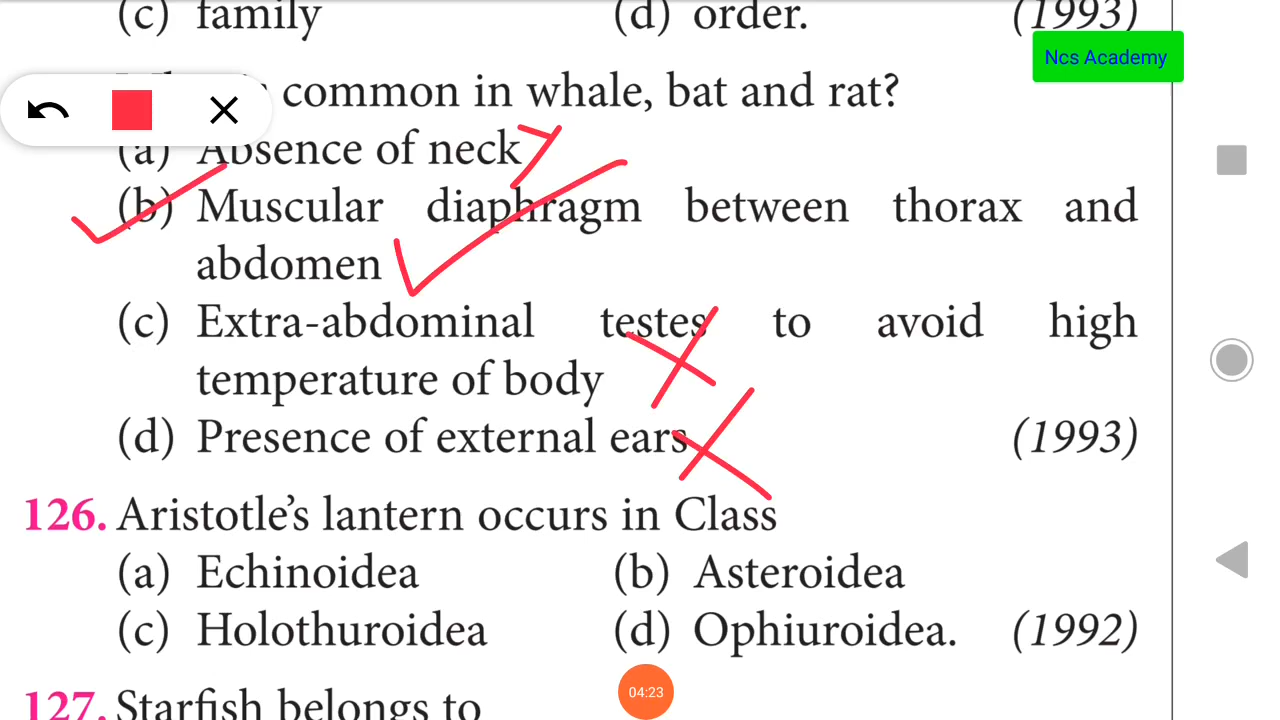 (c) family (d) order. (1993)
Ncs Academy
common in whale, bat and rat?
(a) Absence of neck
(b) Muscular diaphragm between thorax and
abdomen
(c) Extra-abdominal testes to avoid high
temperature of body
(d) Presence of external ears (1993)
126. Aristotle's lantern occurs in Class
(a) Echinoidea (b) Asteroidea
(c) Holothuroidea (d) Ophiuroidea. (1992)
04:23
127. Starfish belongs to